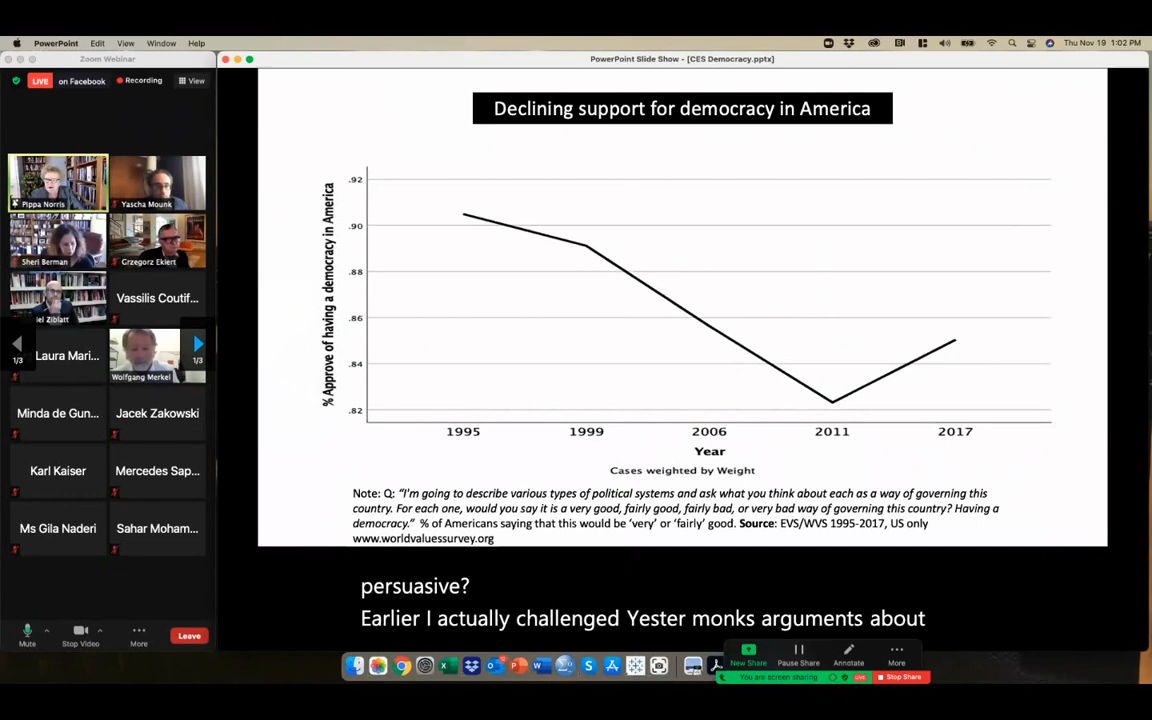 PowerPoint Edit View Window Help
Thu Nov 19 1:02 PM
Zoom Webinar
PowerPoint Slide Show - [CES Democracy.pptx]
LIVE on Facebook Recording View
Pippa Norris
Yascha Mounk
Sheri Berman
Grzegorz Ekiert
iel Ziblatt
Vassilis Coutif...
1/3
Laura Mari...
1/3
Wolfgang Merkel
Minda de Gun...
Jacek Zakowski
Karl Kaiser
Mercedes Sap...
Ms Gila Naderi
Sahar Moham...
Mute
Stop Video
More
Leave
Declining support for democracy in America
% Approve of having a democracy in America
.92
.90
.88
.86
.84
.82
1995 1999 2006 2011 2017
Year
Cases weighted by Weight
Note: Q: “I'm going to describe various types of political systems and ask what you think about each as a way of governing this
country. For each one, would you say it is a very good, fairly good, fairly bad, or very bad way of governing this country? Having a
democracy.” % of Americans saying that this would be ‘very’ or ‘fairly’ good. Source: EVS/WVS 1995-2017, US only
www.worldvaluessurvey.org
persuasive?
Earlier I actually challenged Yester monks arguments about
New Share
Pause Share
Annotate
More
You are screen sharing
LIVE
Stop Share